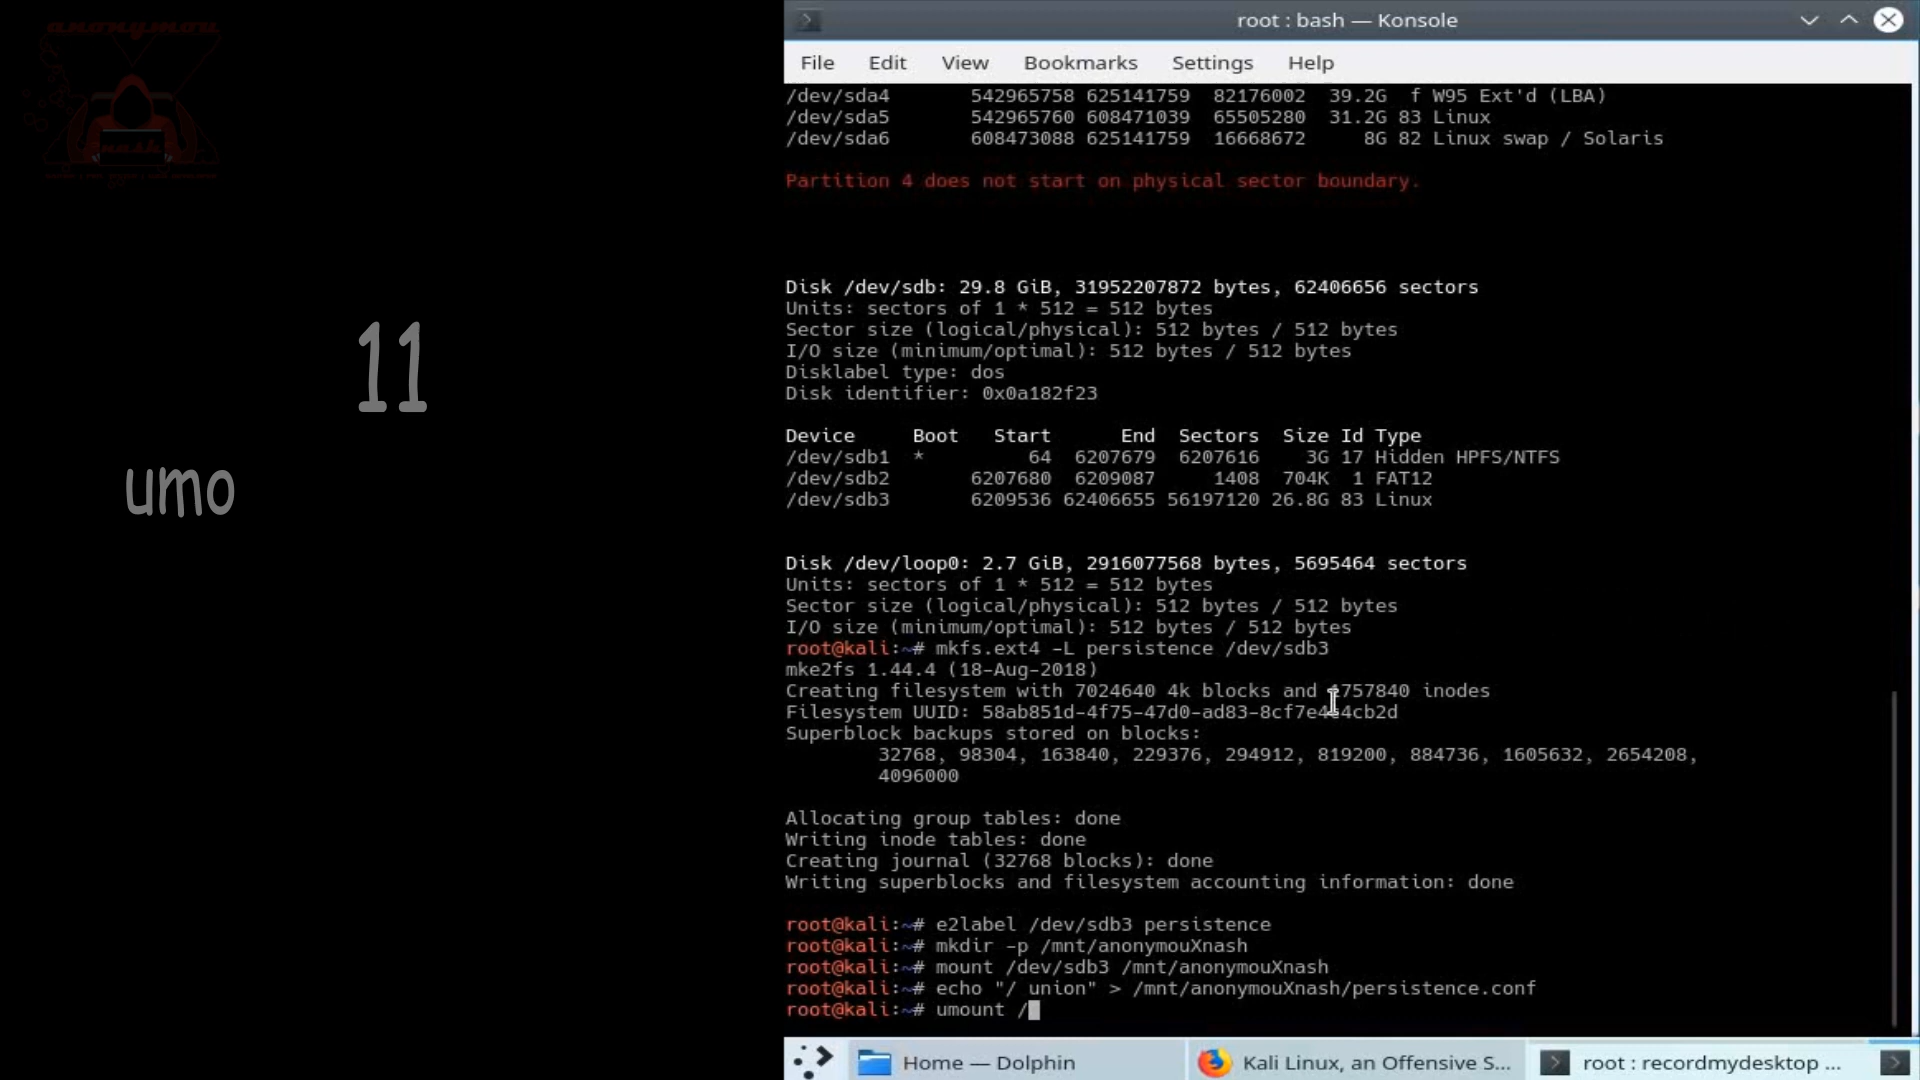 anonymou
nash
11
umo
root : bash — Konsole
File Edit View Bookmarks Settings Help
/dev/sda4 542965758 625141759 82176002 39.2G f W95 Ext'd (LBA)
/dev/sda5 542965760 608471039 65505280 31.2G 83 Linux
/dev/sda6 608473088 625141759 16668672 8G 82 Linux swap / Solaris
Partition 4 does not start on physical sector boundary.
Disk /dev/sdb: 29.8 GiB, 31952207872 bytes, 62406656 sectors
Units: sectors of 1 * 512 = 512 bytes
Sector size (logical/physical): 512 bytes / 512 bytes
I/O size (minimum/optimal): 512 bytes / 512 bytes
Disklabel type: dos
Disk identifier: 0x0a182f23
Device Boot Start End Sectors Size Id Type
/dev/sdb1 * 64 6207679 6207616 3G 17 Hidden HPFS/NTFS
/dev/sdb2 6207680 6209087 1408 704K 1 FAT12
/dev/sdb3 6209536 62406655 56197120 26.8G 83 Linux
Disk /dev/loop0: 2.7 GiB, 2916077568 bytes, 5695464 sectors
Units: sectors of 1 * 512 = 512 bytes
Sector size (logical/physical): 512 bytes / 512 bytes
I/O size (minimum/optimal): 512 bytes / 512 bytes
root@kali:~# mkfs.ext4 -L persistence /dev/sdb3
mke2fs 1.44.4 (18-Aug-2018)
Creating filesystem with 7024640 4k blocks and 1757840 inodes
Filesystem UUID:
Superblock backups stored on blocks:
32768, 98304, 163840, 229376, 294912, 819200, 884736, 1605632, 2654208,
4096000
Allocating group tables: done
Writing inode tables: done
Creating journal (32768 blocks): done
Writing superblocks and filesystem accounting information: done
root@kali:~# e2label /dev/sdb3 persistence
root@kali:~# mkdir -p /mnt/anonymouXnash
root@kali:~# mount /dev/sdb3 /mnt/anonymouXnash
root@kali:~# echo "/ union" > /mnt/anonymouXnash/persistence.conf
root@kali:~# umount /
Home — Dolphin
Kali Linux, an Offensive S...
root : recordmydesktop ...